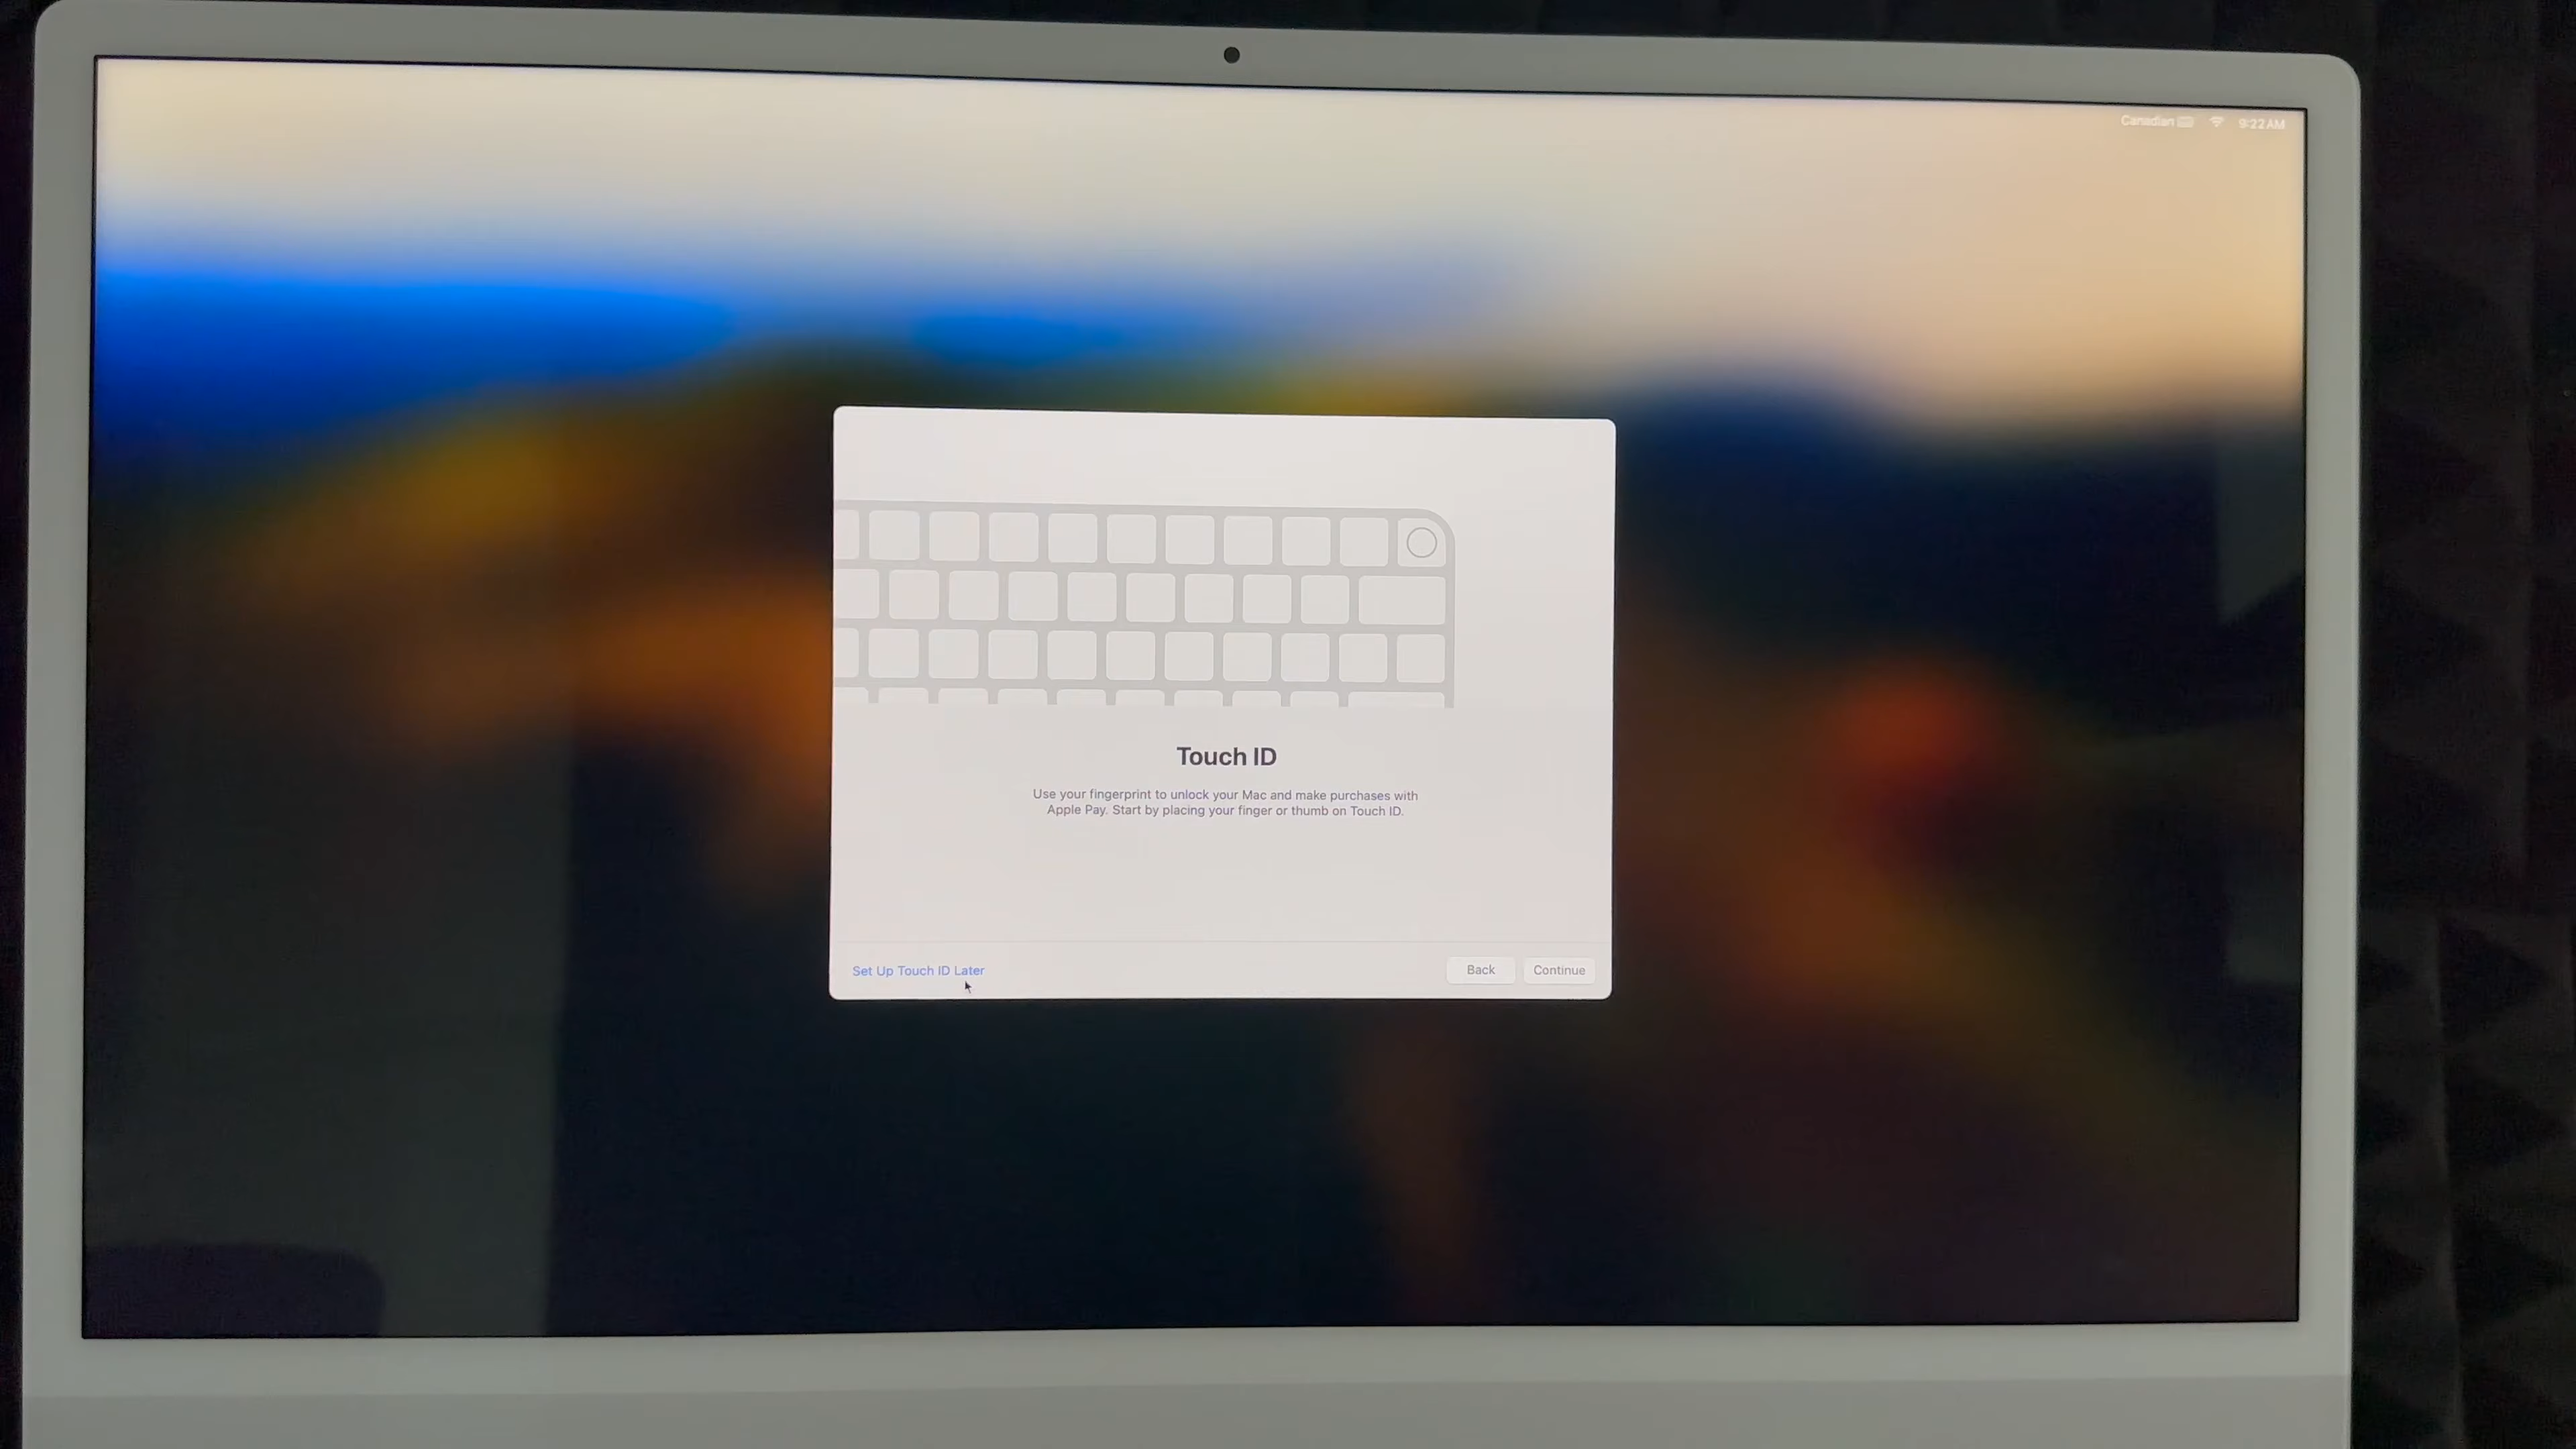 Canadian 9:22 AM
Touch ID
Use your fingerprint to unlock your Mac and make purchases with
Apple Pay. Start by placing your finger or thumb on Touch ID.
Set Up Touch ID Later
Back
Continue